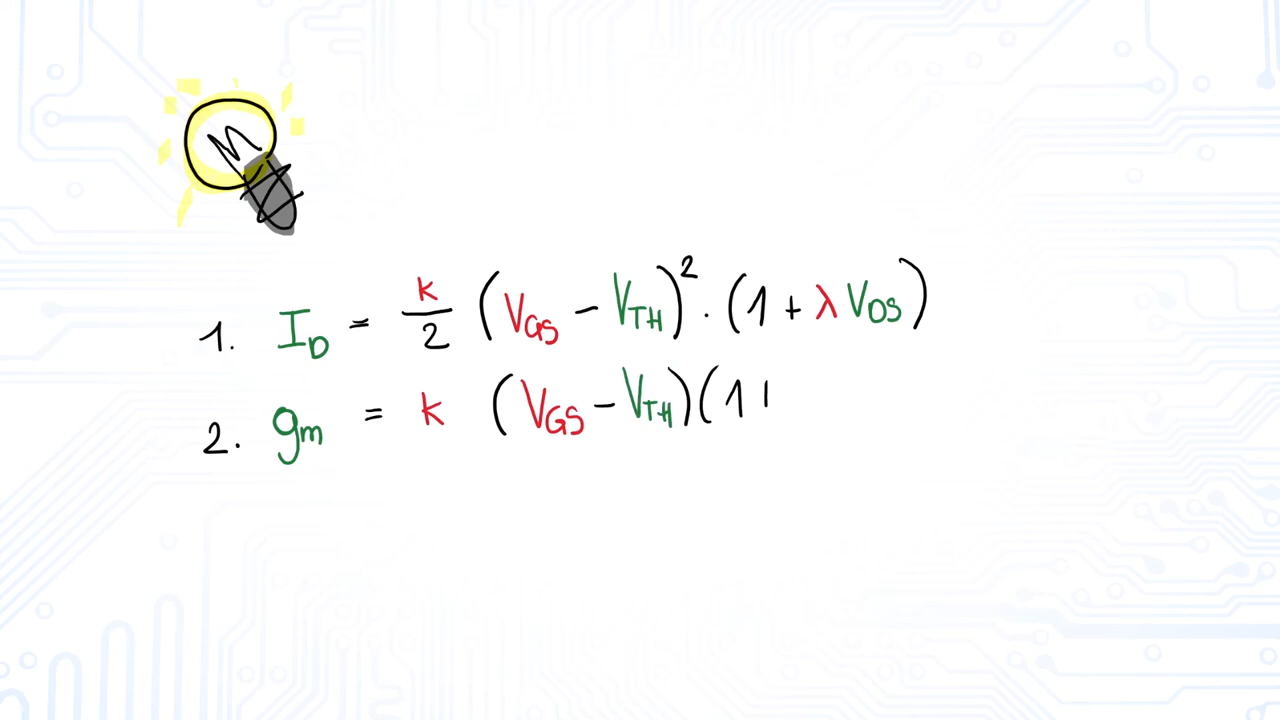 1. I_D = k/2 (V_GS - V_TH)^2 · (1 + λ V_DS)
2. g_m = k (V_GS - V_TH)(1 I